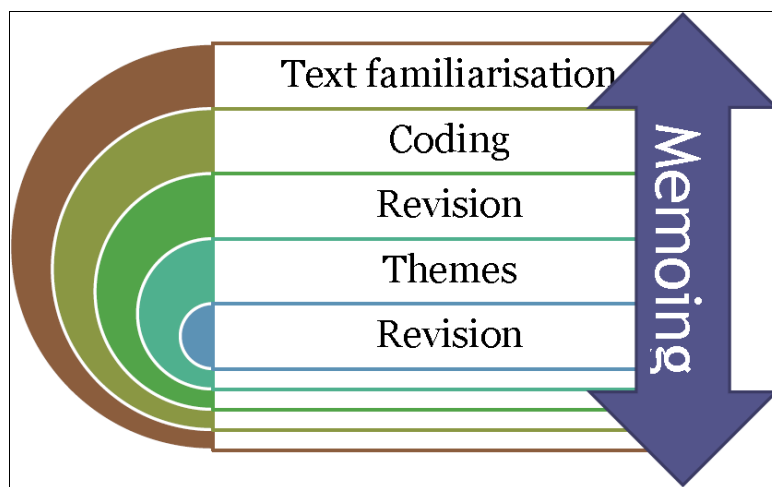 Text familiarisation
Coding
Revision
Themes
Revision
Memoing